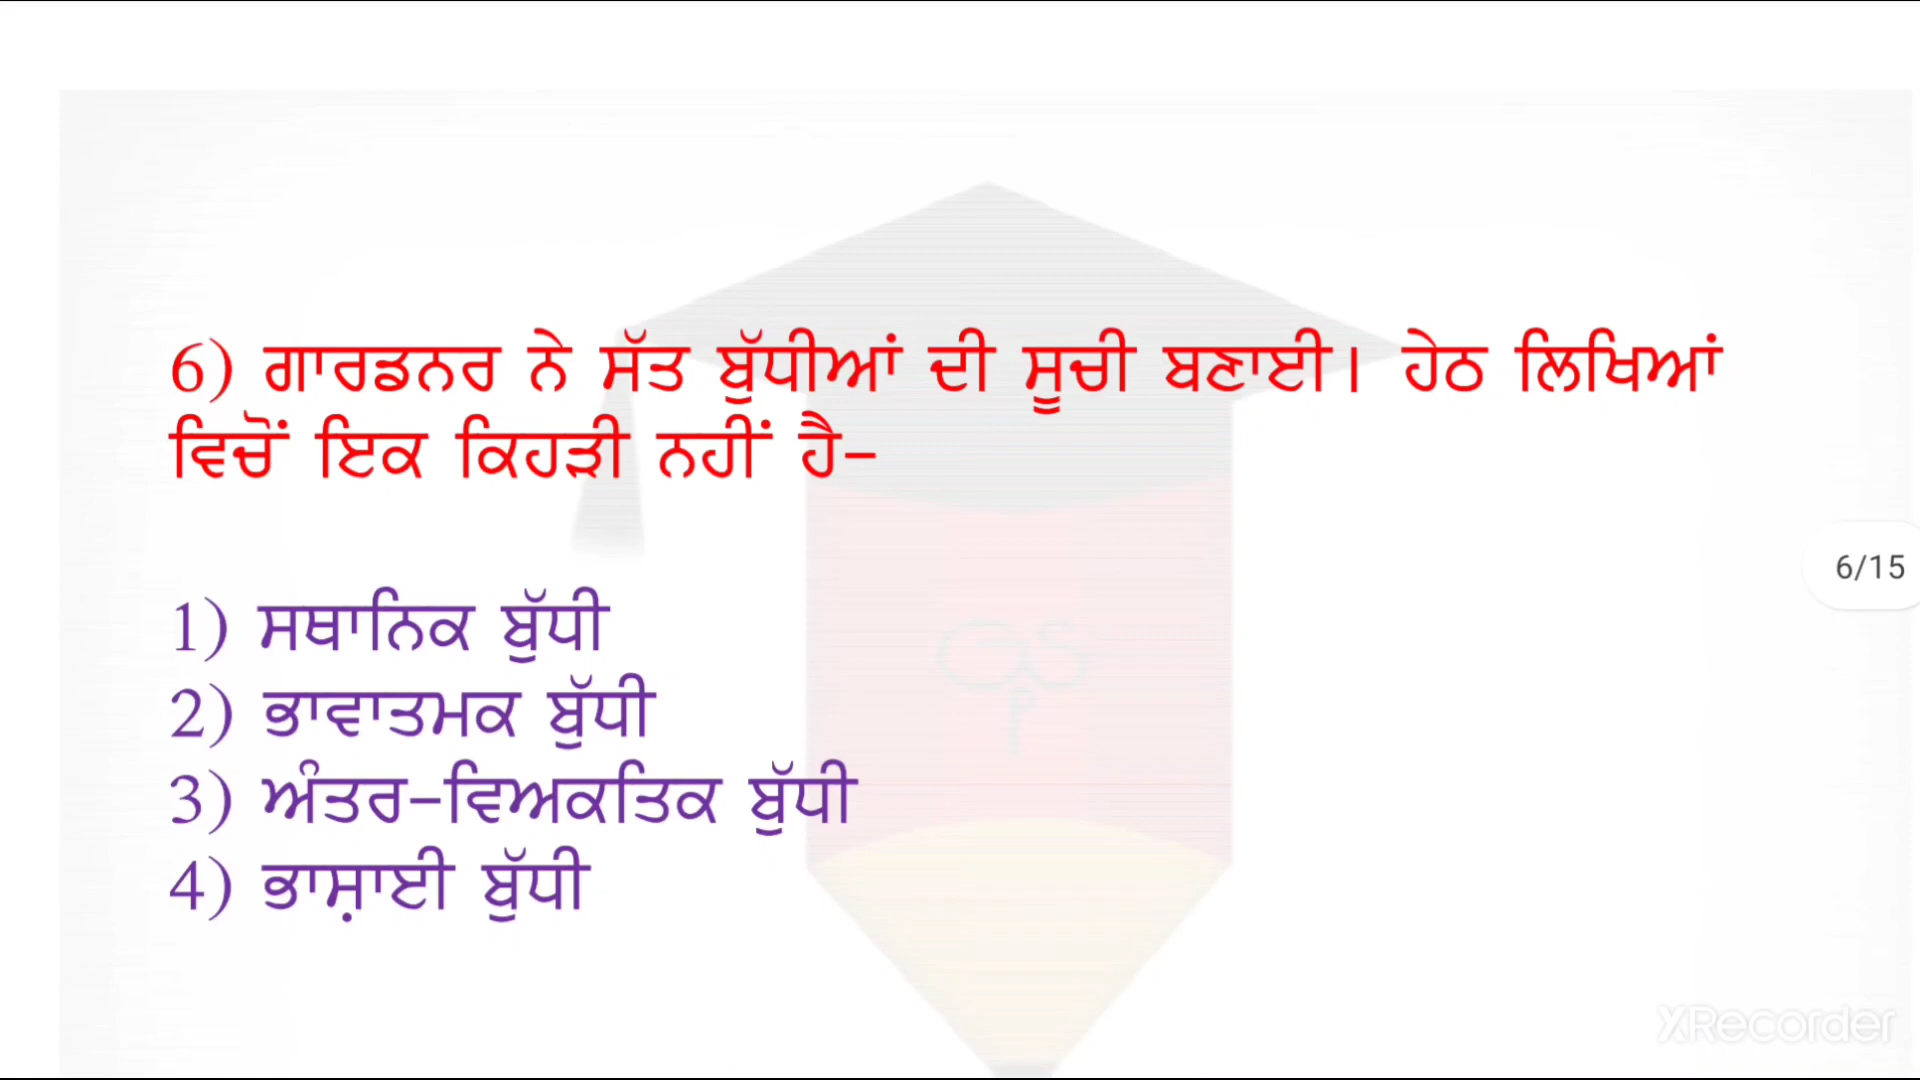 6) ਗਾਰਡਨਰ ਨੇ ਸੱਤ ਬੁੱਧੀਆਂ ਦੀ ਸੂਚੀ ਬਣਾਈ। ਹੇਠ ਲਿਖਿਆਂ
ਵਿਚੋਂ ਇਕ ਕਿਹੜੀ ਨਹੀਂ ਹੈ-
6/15
1) ਸਥਾਨਿਕ ਬੁੱਧੀ
2) ਭਾਵਾਤਮਕ ਬੁੱਧੀ
3) ਅੰਤਰ-ਵਿਅਕਤਿਕ ਬੁੱਧੀ
4) ਭਾਸ਼ਾਈ ਬੁੱਧੀ
XRecorder